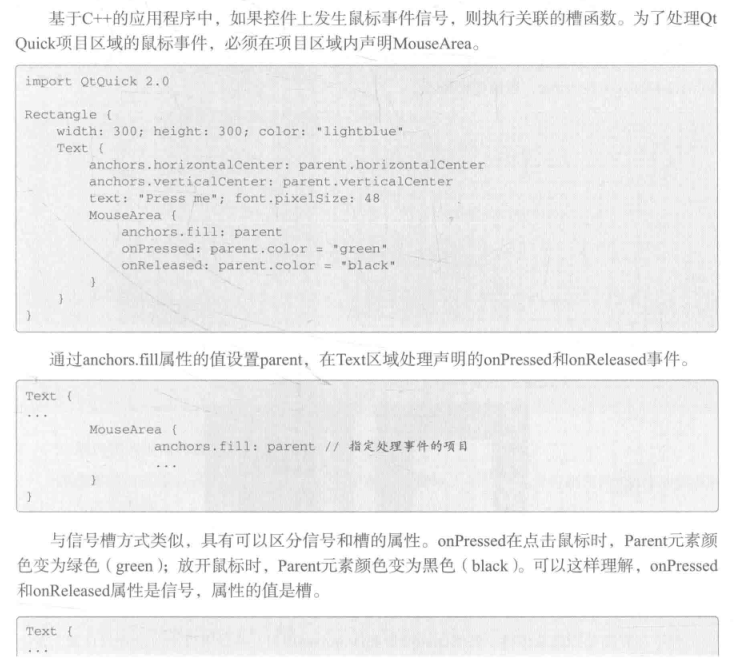 基于C++的应用程序中，如果控件上发生鼠标事件信号，则执行关联的槽函数。为了处理Qt
Quick项目区域的鼠标事件，必须在项目区域内声明MouseArea。
import QtQuick 2.0
Rectangle {
    width: 300; height: 300; color: "lightblue"
    Text {
        anchors.horizontalCenter: parent.horizontalCenter
        anchors.verticalCenter: parent.verticalCenter
        text: "Press me"; font.pixelSize: 48
        MouseArea {
            anchors.fill: parent
            onPressed: parent.color = "green"
            onReleased: parent.color = "black"
        }
    }
}
通过anchors.fill属性的值设置parent，在Text区域处理声明的onPressed和onReleased事件。
Text {
...
        MouseArea {
                anchors.fill: parent // 指定处理事件的项目
                ...
        }
}
与信号槽方式类似，具有可以区分信号和槽的属性。onPressed在点击鼠标时，Parent元素颜
色变为绿色（green）；放开鼠标时，Parent元素颜色变为黑色（black）。可以这样理解，onPressed
和onReleased属性是信号，属性的值是槽。
Text {
...